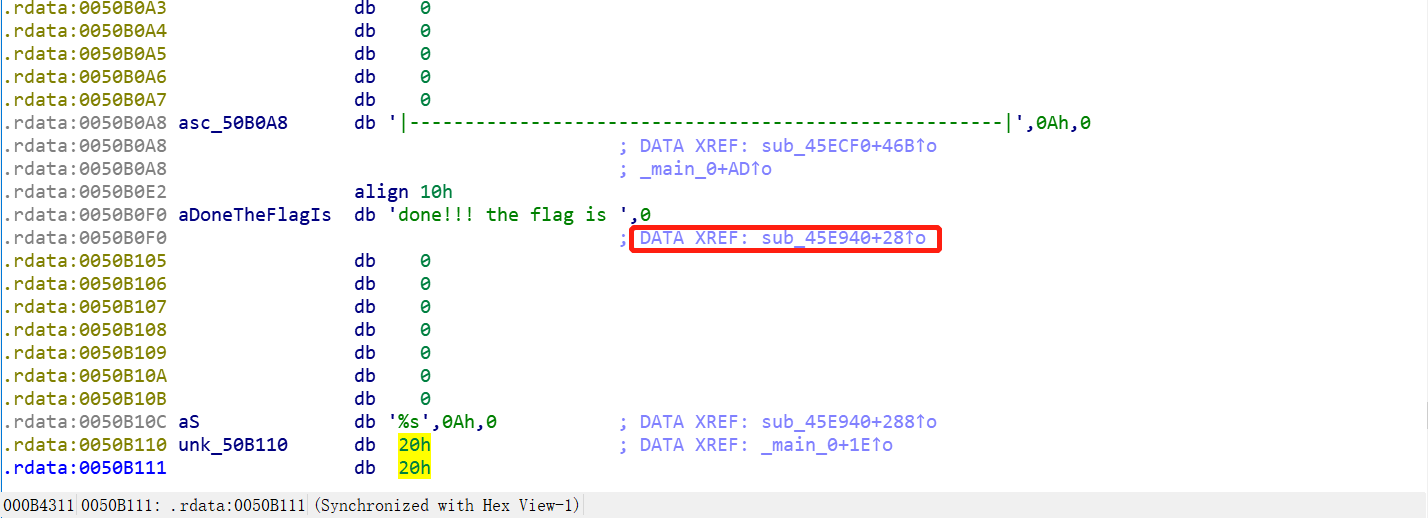 .rdata:0050B0A3 db 0
.rdata:0050B0A4 db 0
.rdata:0050B0A5 db 0
.rdata:0050B0A6 db 0
.rdata:0050B0A7 db 0
.rdata:0050B0A8 asc_50B0A8 db '|------------------------------------------------------|',0Ah,0
.rdata:0050B0A8 ; DATA XREF: sub_45ECF0+46B↑o
.rdata:0050B0A8 ; _main_0+AD↑o
.rdata:0050B0E2 align 10h
.rdata:0050B0F0 aDoneTheFlagIs db 'done!!! the flag is ',0
.rdata:0050B0F0 ; DATA XREF: sub_45E940+28↑o
.rdata:0050B105 db 0
.rdata:0050B106 db 0
.rdata:0050B107 db 0
.rdata:0050B108 db 0
.rdata:0050B109 db 0
.rdata:0050B10A db 0
.rdata:0050B10B db 0
.rdata:0050B10C aS db '%s',0Ah,0 ; DATA XREF: sub_45E940+288↑o
.rdata:0050B110 unk_50B110 db 20h ; DATA XREF: _main_0+1E↑o
.rdata:0050B111 db 20h
000B4311 0050B111: .rdata:0050B111 (Synchronized with Hex View-1)